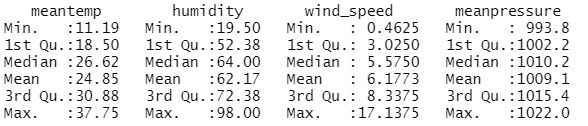 meantemp humidity wind_speed meanpressure
Min. :11.19 Min. :19.50 Min. : 0.4625 Min. : 993.8
1st Qu.:18.50 1st Qu.:52.38 1st Qu.: 3.0250 1st Qu.:1002.2
Median :26.62 Median :64.00 Median : 5.5750 Median :1010.2
Mean :24.85 Mean :62.17 Mean : 6.1773 Mean :1009.1
3rd Qu.:30.88 3rd Qu.:72.38 3rd Qu.: 8.3375 3rd Qu.:1015.4
Max. :37.75 Max. :98.00 Max. :17.1375 Max. :1022.0